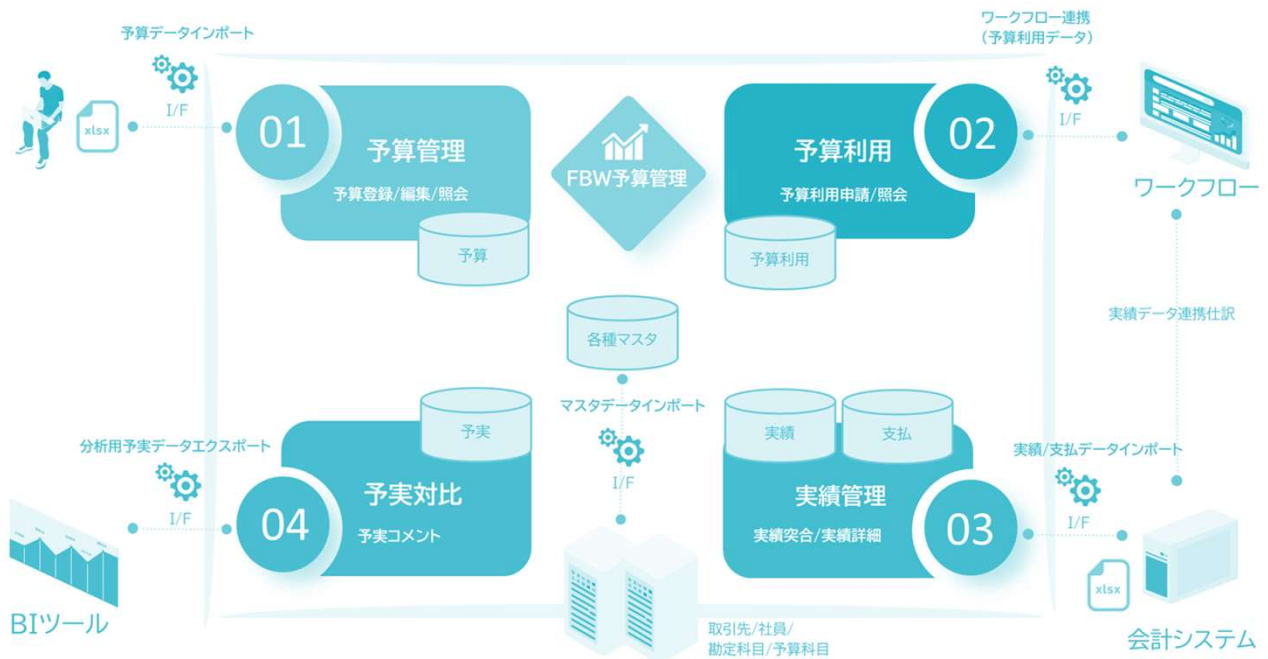 予算データインポート
I/F
xlsx
01
予算管理
予算登録/編集/照会
予算
FBW予算管理
ワークフロー連携
(予算利用データ)
I/F
02
予算利用
予算利用申請/照会
予算利用
ワークフロー
実績データ連携仕訳
各種マスタ
マスタデータインポート
I/F
取引先/社員/
勘定科目/予算科目
分析用予実データエクスポート
I/F
04
予実
予実対比
予実コメント
BIツール
実績
支払
実績管理
実績突合/実績詳細
03
実績/支払データインポート
I/F
xlsx
会計システム